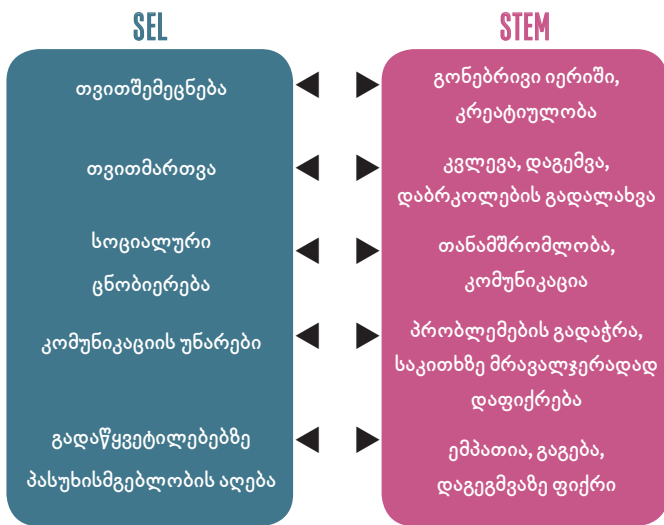 SEL
თვითშემეცნება
თვითმართვა
სოციალური
ცნობიერება
კომუნიკაციის უნარები
გადაწყვეტილებებზე
პასუხისმგებლობის აღება
STEM
გონებრივი იერიში,
კრეატიულობა
კვლევა, დაგემვა,
დაბრკოლების გადალახვა
თანამშრომლობა,
კომუნიკაცია
პრობლემების გადაჭრა,
საკითხზე მრავალჯერადად
დაფიქრება
ემპათია, გაგება,
დაგეგმვაზე ფიქრი